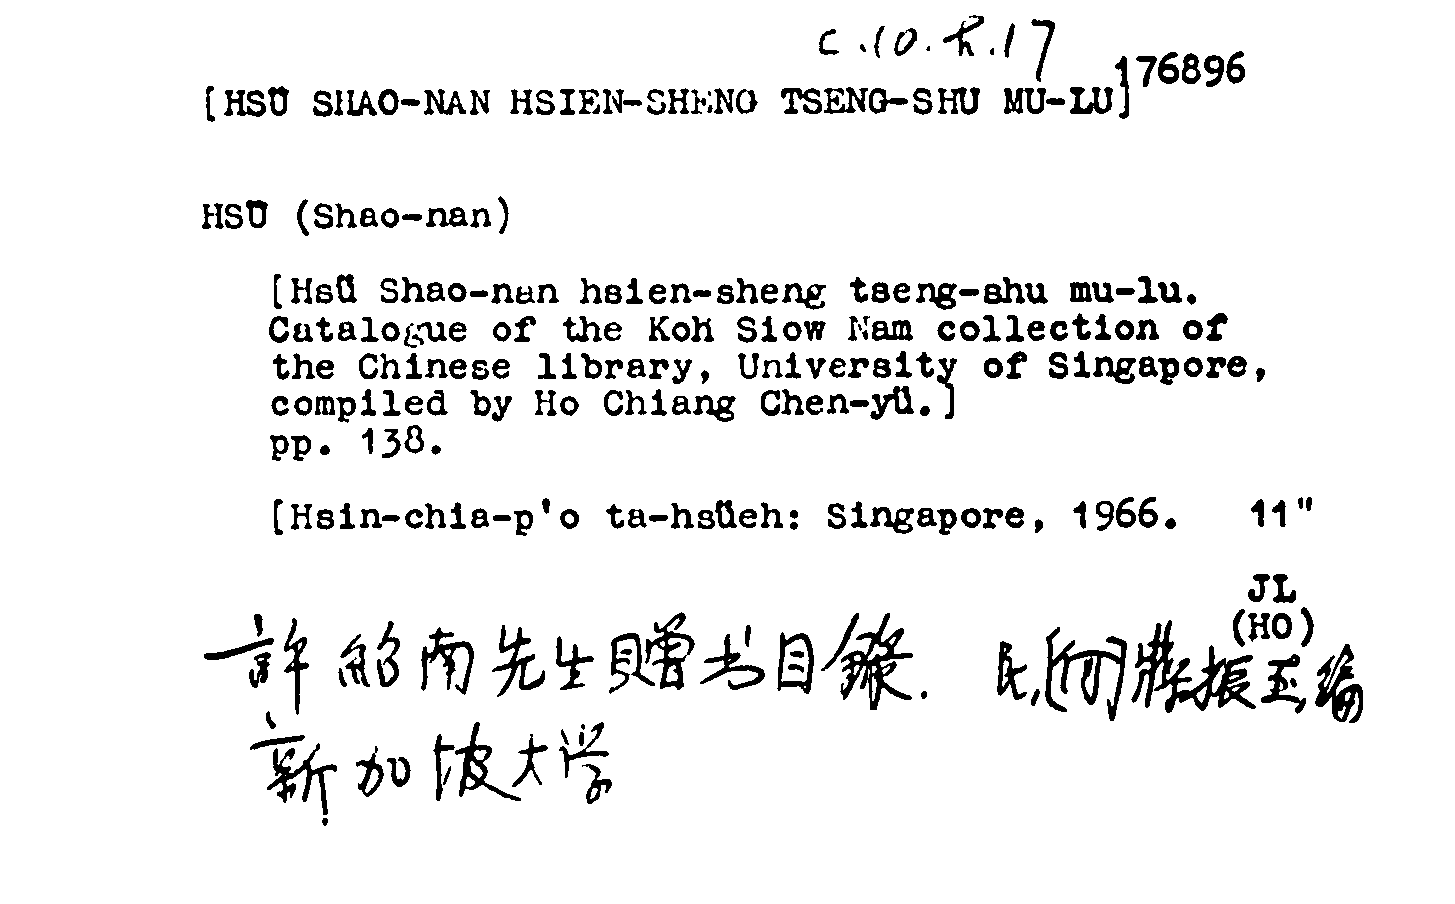 C.10.k.17
176896
[HSÜ SHAO-NAN HSIEN-SHENG TSENG-SHU MU-LU]
HSÜ (Shao-nan)
[Hsü Shao-nan hsien-sheng tseng-shu mu-lu.
Catalogue of the Koh Siow Nam collection of
the Chinese library, University of Singapore,
compiled by Ho Chiang Chen-yü.]
pp. 138.
[Hsin-chia-p'o ta-hsüeh: Singapore, 1966. 11"
JL
(HO)
許紹南先生贈书目錄. 何蔣振玉編
新加坡大学